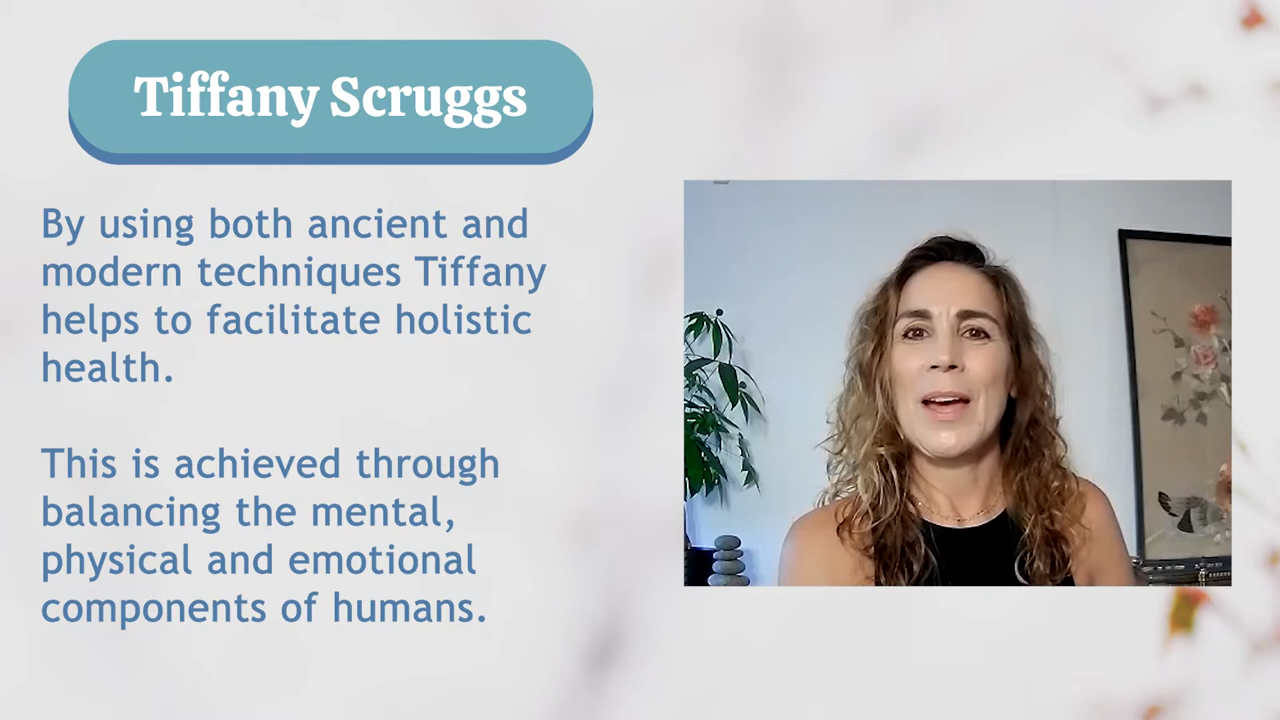 Tiffany Scruggs
By using both ancient and
modern techniques Tiffany
helps to facilitate holistic
health.
This is achieved through
balancing the mental,
physical and emotional
components of humans.